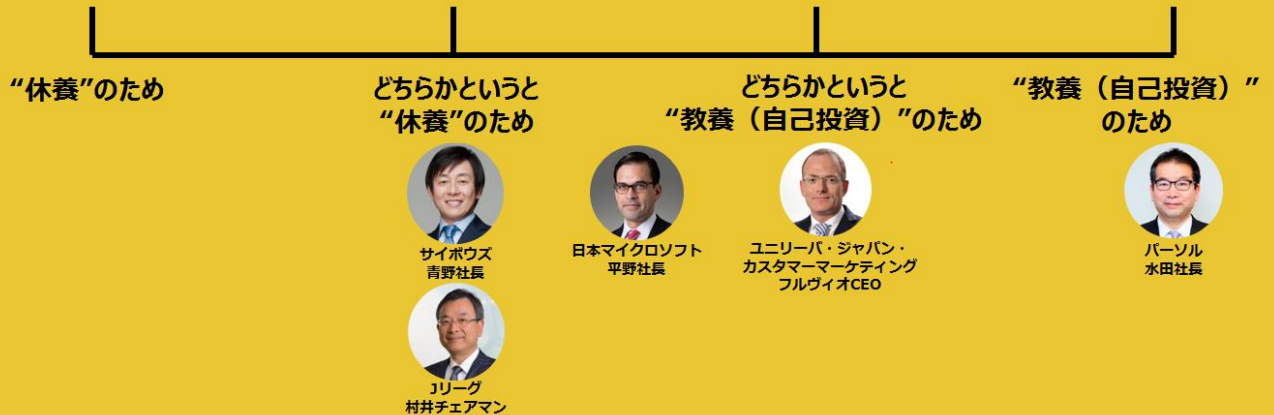 “休養”のため
どちらかというと
“休養”のため
どちらかというと
“教養（自己投資）”のため
“教養（自己投資）”
のため
サイボウズ
青野社長
日本マイクロソフト
平野社長
ユニリーバ・ジャパン・
カスタマーマーケティング
フルヴィオCEO
パーソル
水田社長
Jリーグ
村井チェアマン